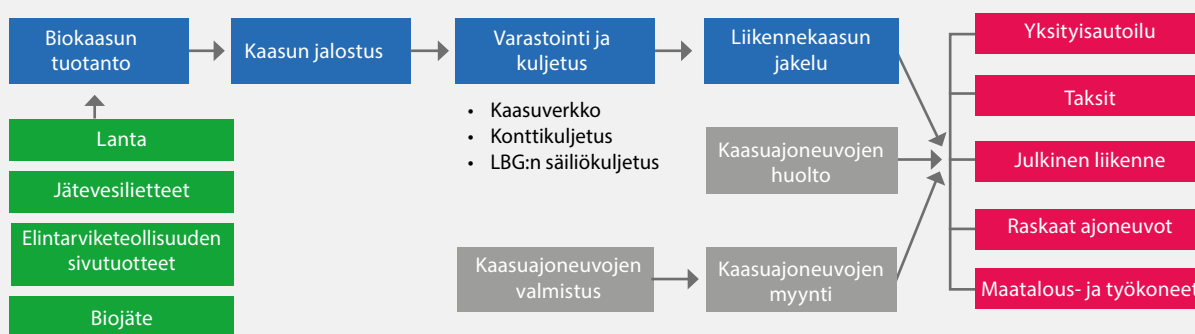 Biokaasun
tuotanto
Kaasun jalostus
Varastointi ja
kuljetus
Liikennekaasun
jakelu
• Kaasuverkko
• Konttikuljetus
• LBG:n säiliökuljetus
Lanta
Jätevesilietteet
Elintarviketeollisuuden
sivutuotteet
Biojäte
Kaasuajoneuvojen
huolto
Kaasuajoneuvojen
valmistus
Kaasuajoneuvojen
myynti
Yksityisautoilu
Taksit
Julkinen liikenne
Raskaat ajoneuvot
Maatalous- ja työkoneet